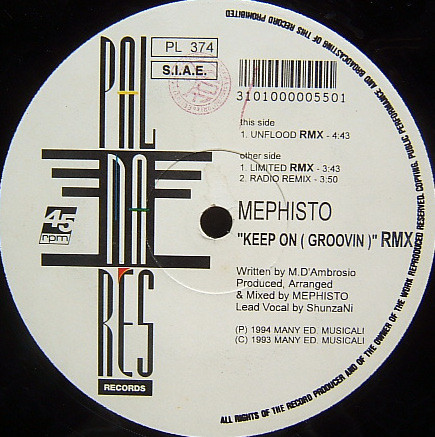 PAL
RA
RÉS
RECORDS
45
rpm
PL 374
S.I.A.E.
3101000005501
this side
1. UNFLOOD RMX - 4:43
other side
1. LIMITED RMX - 3:43
2. RADIO REMIX - 3:50
MEPHISTO
"KEEP ON ( GROOVIN )" RMX
Written by M.D'Ambrosio
Produced, Arranged
& Mixed by MEPHISTO
Lead Vocal by ShunzaNi
(P) 1994 MANY ED. MUSICALI
(C) 1993 MANY ED. MUSICALI
ALL RIGHTS OF THE RECORD PRODUCER AND OF THE OWNER OF THE WORK REPRODUCED RESERVED. COPYING, PUBLIC PERFORMANCE AND BROADCASTING OF THIS RECORD PROHIBITED